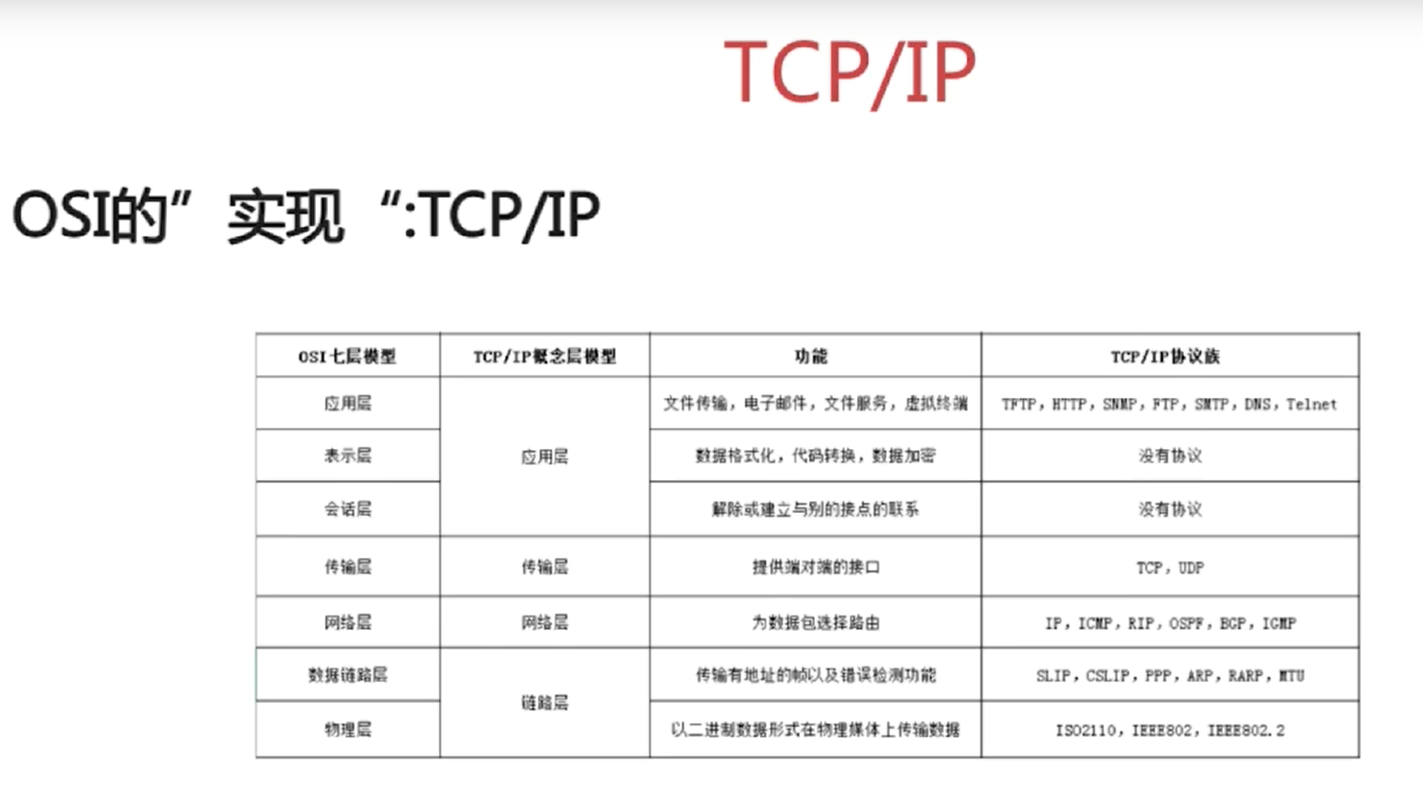 TCP/IP
OSI的”实现“:TCP/IP
OSI七层模型 TCP/IP概念层模型 功能 TCP/IP协议族
应用层 文件传输，电子邮件，文件服务，虚拟终端 TFTP，HTTP，SNMP，FTP，SMTP，DNS，Telnet
表示层 应用层 数据格式化，代码转换，数据加密 没有协议
会话层 解除或建立与别的接点的联系 没有协议
传输层 传输层 提供端对端的接口 TCP，UDP
网络层 网络层 为数据包选择路由 IP，ICMP，RIP，OSPF，BGP，IGMP
数据链路层 传输有地址的帧以及错误检测功能 SLIP，CSLIP，PPP，ARP，RARP，MTU
链路层
物理层 以二进制数据形式在物理媒体上传输数据 ISO2110，IEEE802，IEEE802.2